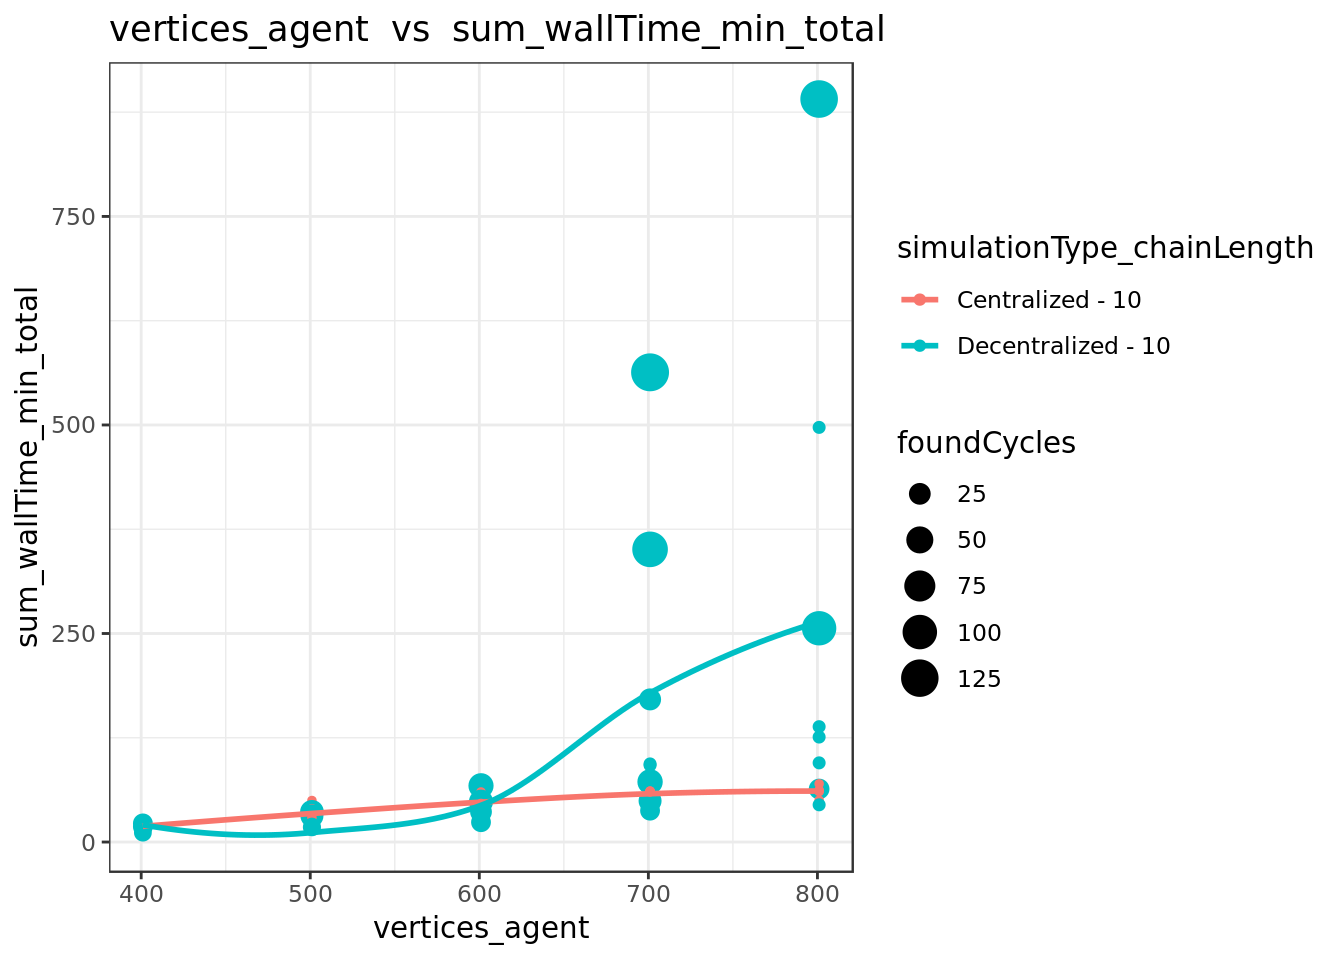 vertices_agent vs sum_wallTime_min_total
sum_wallTime_min_total
750
500
250
0
400 500 600 700 800
vertices_agent
simulationType_chainLength
Centralized - 10
Decentralized - 10
foundCycles
25
50
75
100
125